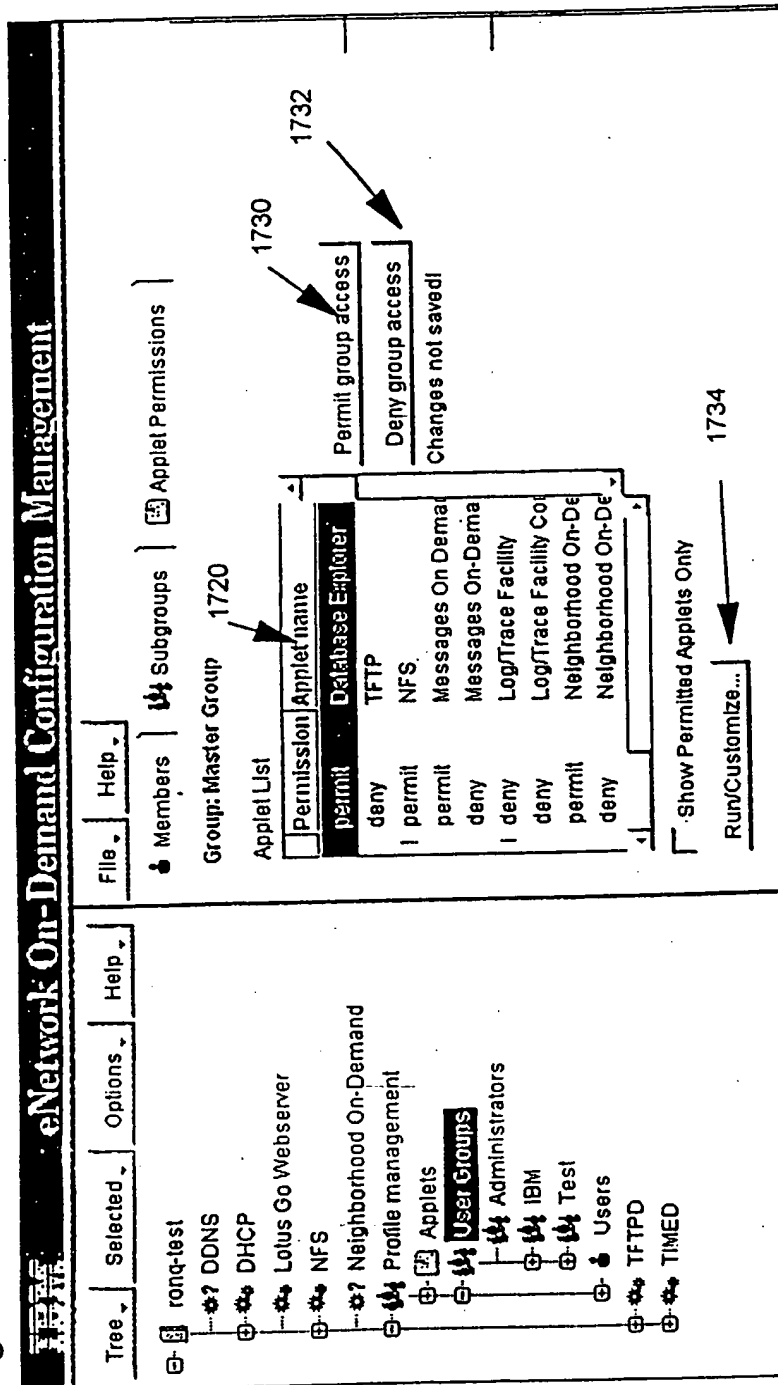 IBM eNetwork On-Demand Configuration Management
Tree Selected Options Help
ronq-test
? DDNS
DHCP
Lotus Go Webserver
NFS
? Neighborhood On-Demand
Profile management
Applets
User Groups
Administrators
IBM
Test
Users
TFTPD
TIMED
File Help
Members Subgroups Applet Permissions
Group: Master Group
1720
Applet List
Permission Applet name
permit Database Explorer
deny TFTP
permit NFS
permit Messages On Deman
deny Messages On-Dema
deny Log/Trace Facility
deny Log/Trace Facility Co
permit Neighborhood On-De
deny Neighborhood On-De
1730
Permit group access
1732
Deny group access
Changes not saved!
Show Permitted Applets Only
Run/Customize...
1734